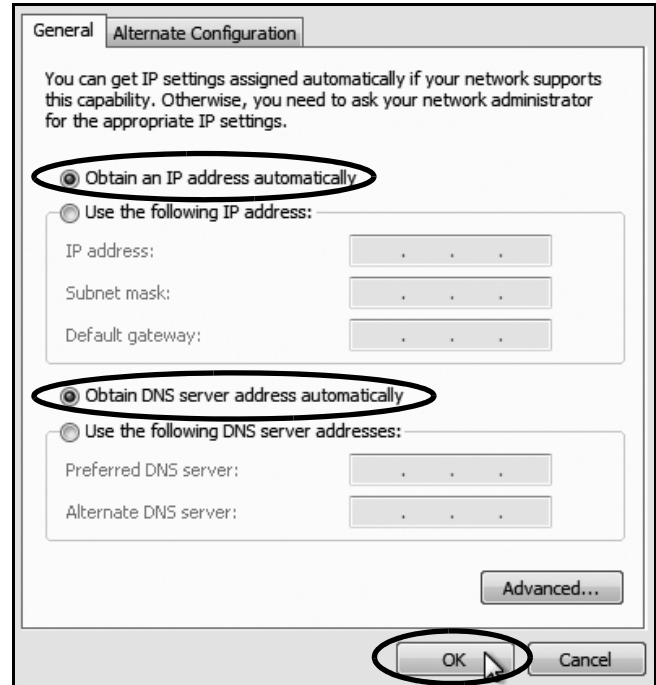 General Alternate Configuration
You can get IP settings assigned automatically if your network supports
this capability. Otherwise, you need to ask your network administrator
for the appropriate IP settings.
Obtain an IP address automatically
Use the following IP address:
IP address: . . .
Subnet mask: . . .
Default gateway: . . .
Obtain DNS server address automatically
Use the following DNS server addresses:
Preferred DNS server: . . .
Alternate DNS server: . . .
Advanced...
OK Cancel